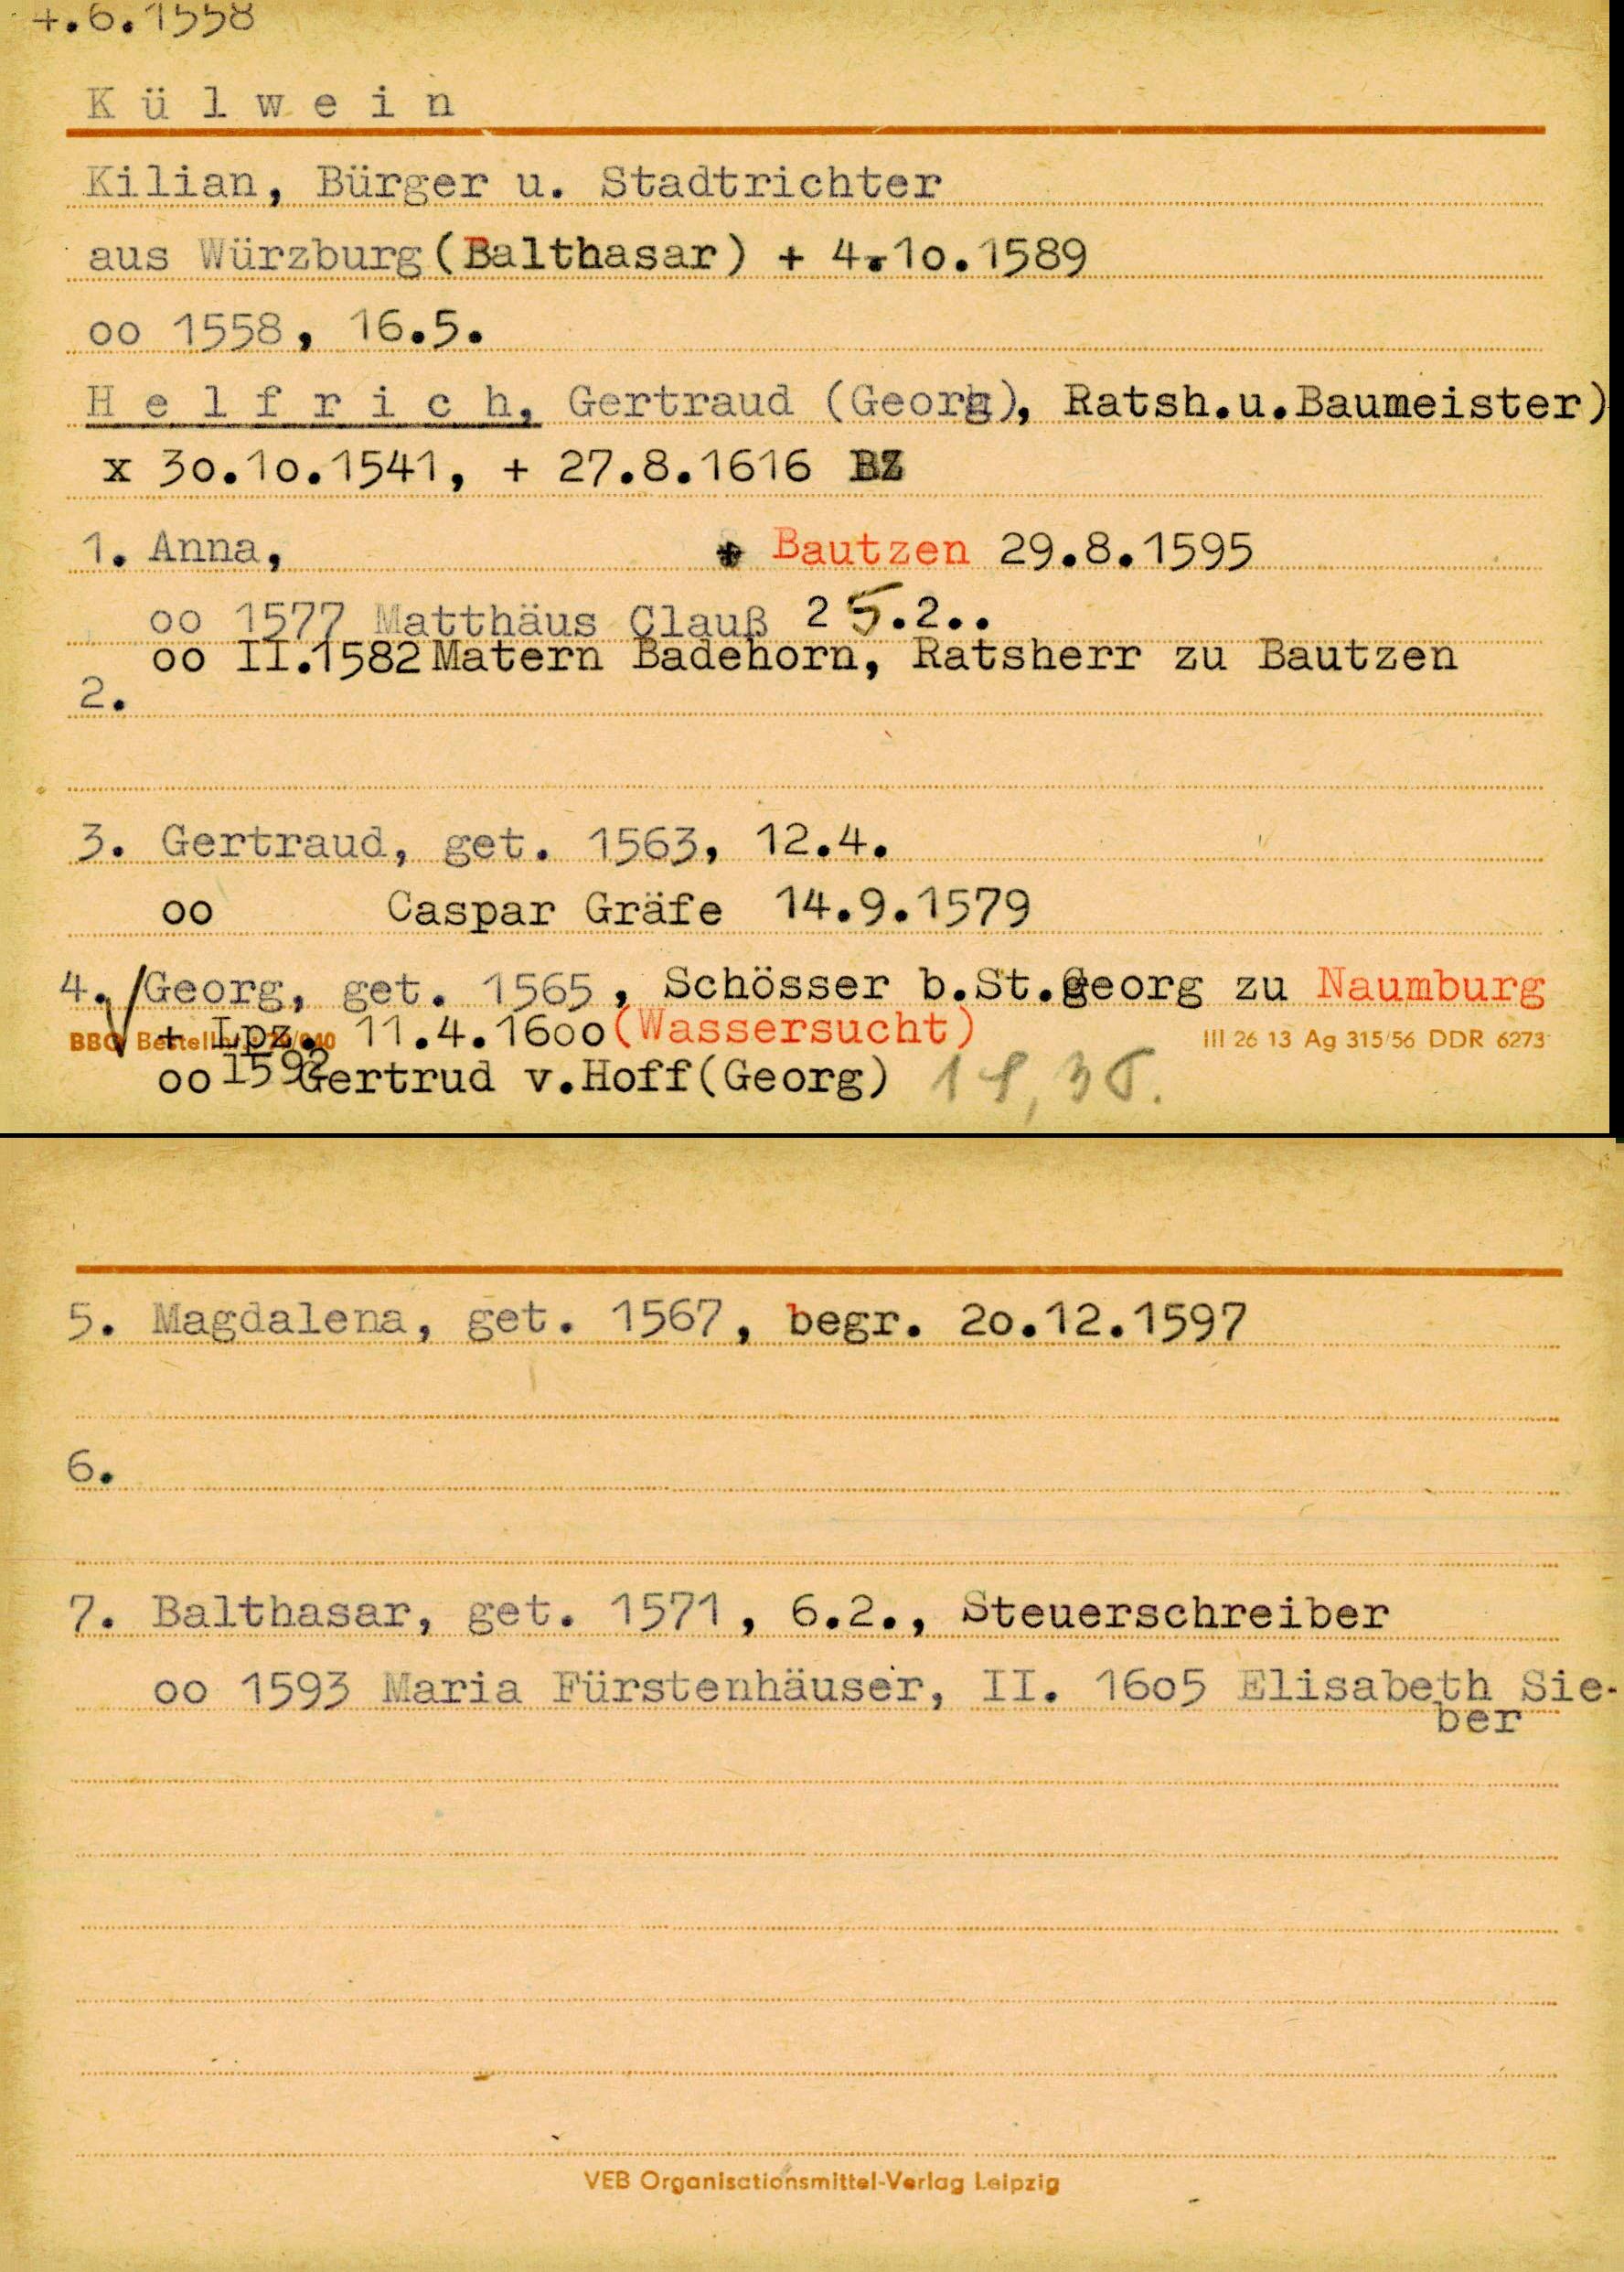 4.6.1558
K ü l w e i n
Kilian, Bürger u. Stadtrichter
aus Würzburg(Balthasar) + 4.10.1589
oo 1558, 16.5.
H e l f r i c h, Gertraud (Georg), Ratsh.u.Baumeister)
x 30.10.1541, + 27.8.1616
1. Anna, + Bautzen 29.8.1595
oo 1577 Matthäus Clauß 25.2..
oo II.1582 Matern Badehorn, Ratsherr zu Bautzen
2.
3. Gertraud, get. 1563, 12.4.
oo Caspar Gräfe 14.9.1579
4. Georg, get. 1565, Schösser b.St.Georg zu Naumburg
+ Lpz. 11.4.1600(Wassersucht)
BBO III 26 13 Ag 315/56 DDR 6273
oo 1592 Gertrud v.Hoff(Georg)
5. Magdalena, get. 1567, begr. 20.12.1597
6.
7. Balthasar, get. 1571, 6.2., Steuerschreiber
oo 1593 Maria Fürstenhäuser, II. 1605 Elisabeth Sie-
ber
VEB Organisationsmittel-Verlag Leipzig